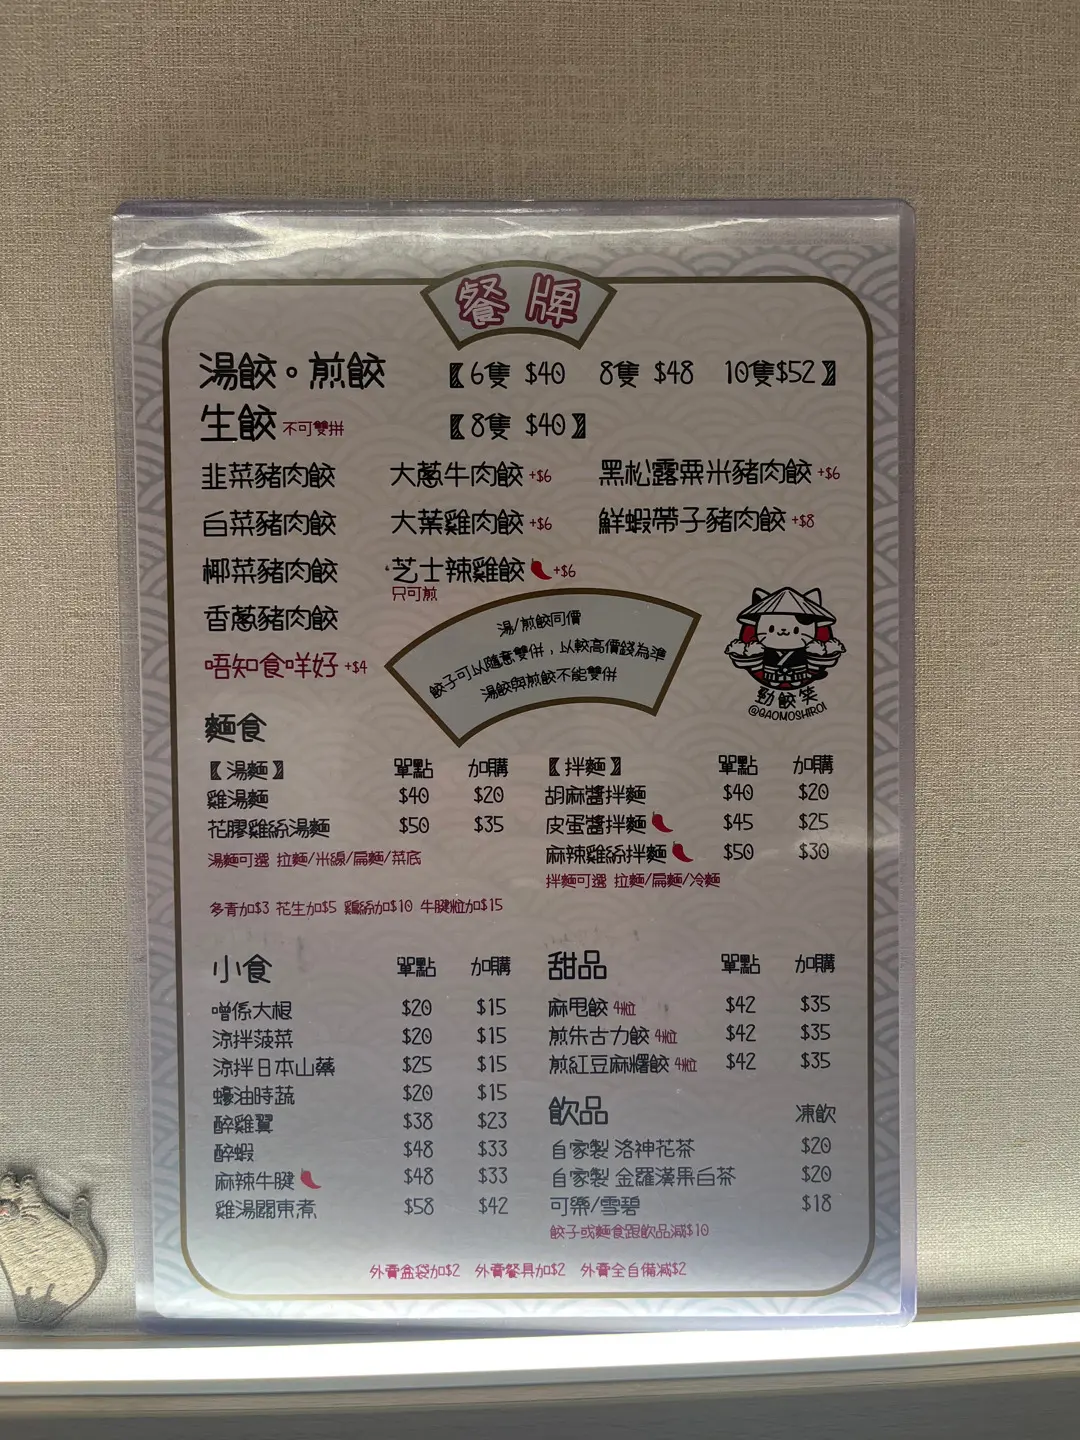 餐牌
湯餃。煎餃 【6隻 $40 8隻 $48 10隻$52】
生餃 不可雙拼 【8隻 $40】
韭菜豬肉餃 大蔥牛肉餃 +$6 黑松露粟米豬肉餃 +$6
白菜豬肉餃 大葉雞肉餃 +$6 鮮蝦帶子豬肉餃 +$8
椰菜豬肉餃 芝士辣雞餃 +$6
只可煎
香蔥豬肉餃
唔知食咩好 +$4
湯/煎餃同價
餃子可以隨意雙併，以較高價錢為準
湯餃與煎餃不能雙併
勁餃笑
@GAOMOSHIROI
麵食
【湯麵】 單點 加購
雞湯麵 $40 $20
花膠雞絲湯麵 $50 $35
湯麵可選 拉麵/米線/扁麵/菜底
【拌麵】 單點 加購
胡麻醬拌麵 $40 $20
皮蛋醬拌麵 $45 $25
麻辣雞絲拌麵 $50 $30
拌麵可選 拉麵/扁麵/冷麵
多青加$3 花生加$5 雞絲加$10 牛腱粒加$15
小食 單點 加購
噌係大根 $20 $15
涼拌菠菜 $20 $15
涼拌日本山藥 $25 $15
蠔油時蔬 $20 $15
醉雞翼 $38 $23
醉蝦 $48 $33
麻辣牛腱 $48 $33
雞湯關東煮 $58 $42
甜品 單點 加購
麻甩餃 4粒 $42 $35
煎朱古力餃 4粒 $42 $35
煎紅豆麻糬餃 4粒 $42 $35
飲品 凍飲
自家製 洛神花茶 $20
自家製 金羅漢果白茶 $20
可樂/雪碧 $18
餃子或麵食跟飲品減$10
外賣盒袋加$2 外賣餐具加$2 外賣全自備減$2